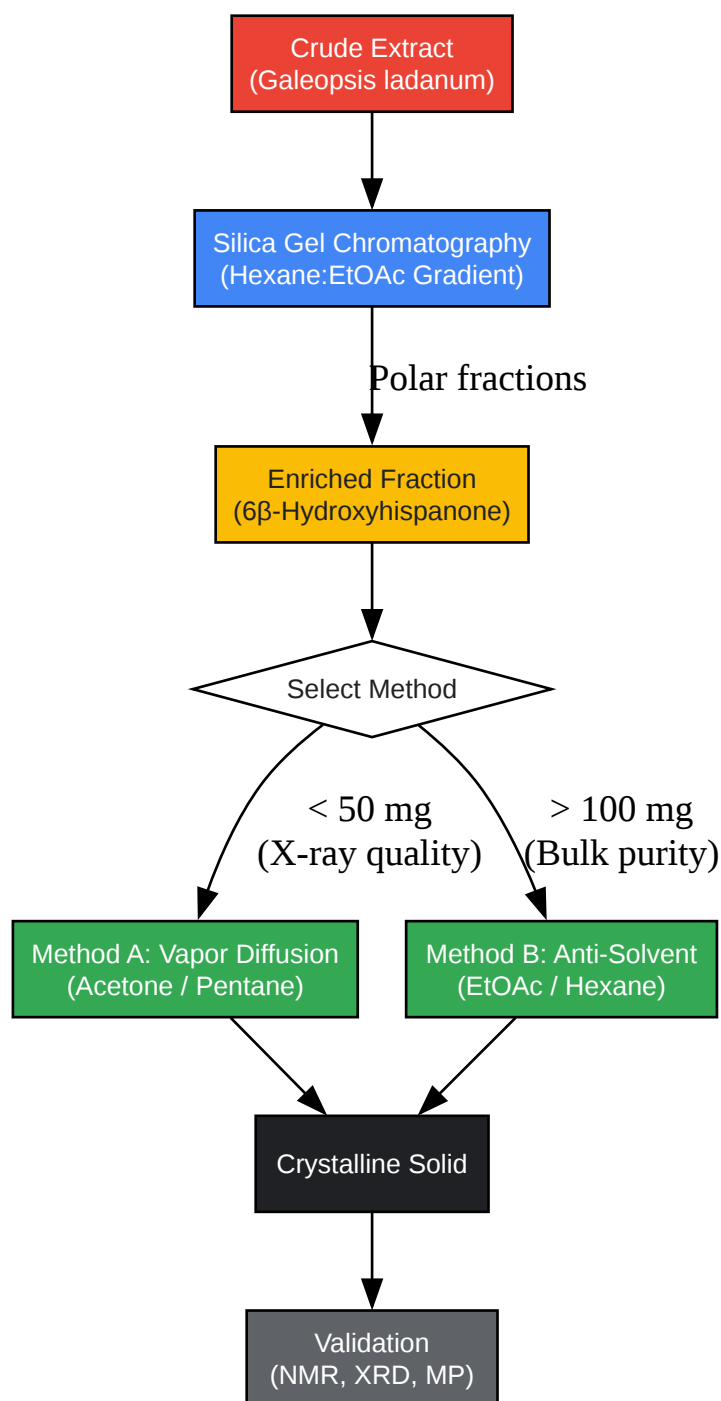 Crude Extract
(Galeopsis ladanum)
Silica Gel Chromatography
(Hexane:EtOAc Gradient)
Polar fractions
Enriched Fraction
(6β-Hydroxyhispanone)
Select Method
< 50 mg
(X-ray quality)
> 100 mg
(Bulk purity)
Method A: Vapor Diffusion
(Acetone / Pentane)
Method B: Anti-Solvent
(EtOAc / Hexane)
Crystalline Solid
Validation
(NMR, XRD, MP)